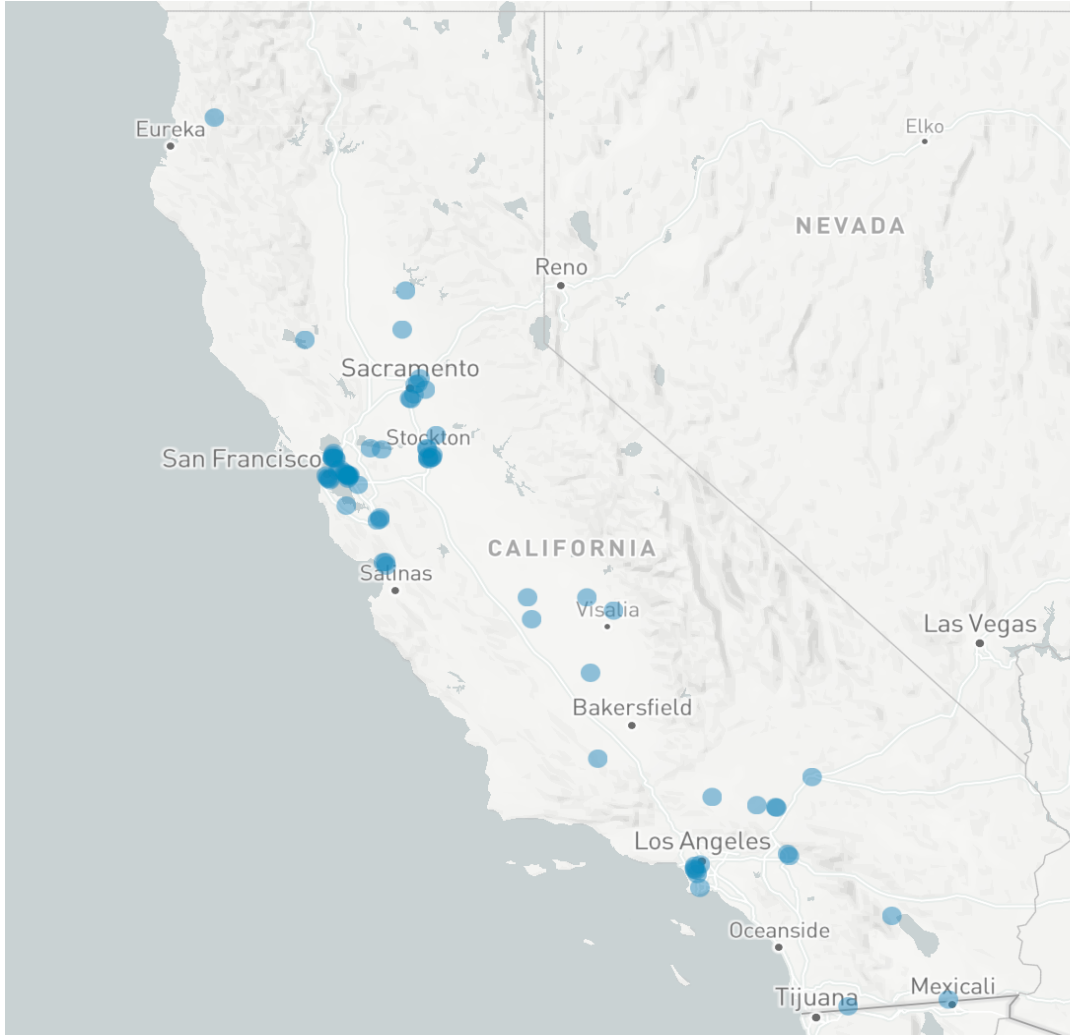 Eureka
Elko
NEVADA
Reno
Sacramento
Stockton
San Francisco
CALIFORNIA
Salinas
Visalia
Las Vegas
Bakersfield
Los Angeles
Oceanside
Mexicali
Tijuana